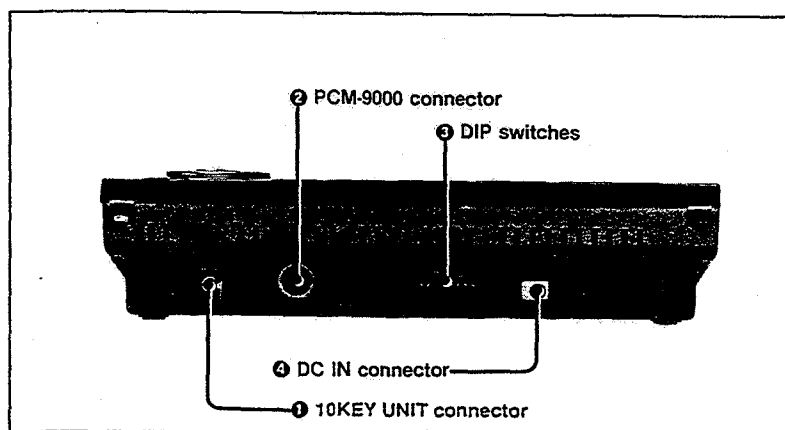 ❷ PCM-9000 connector
❸ DIP switches
❹ DC IN connector
❶ 10KEY UNIT connector